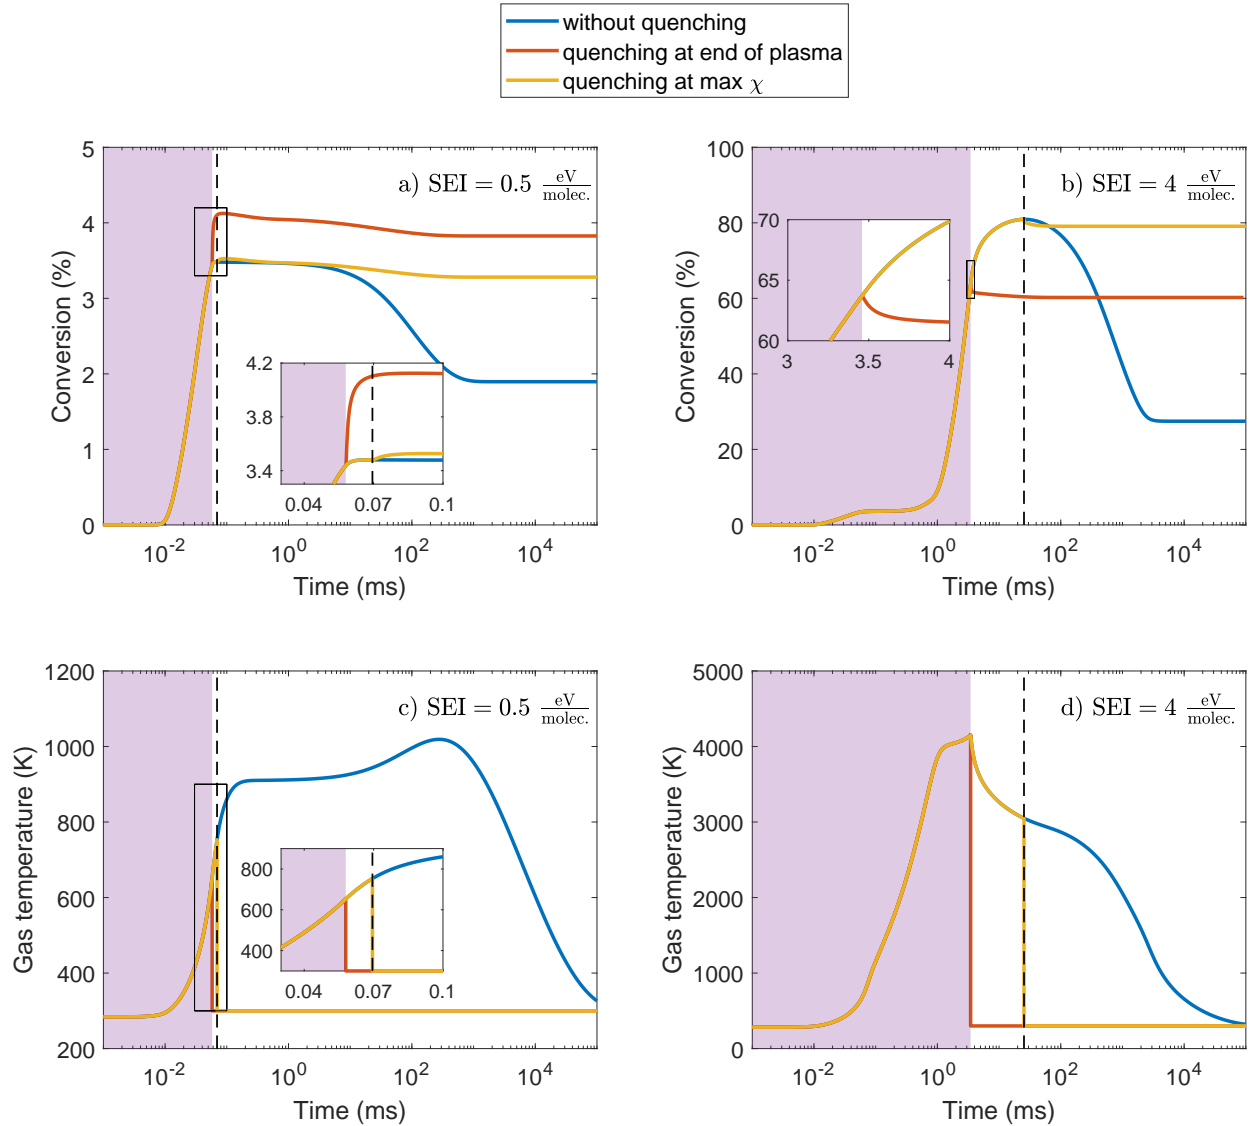 without quenching
quenching at end of plasma
quenching at max χ
a) SEI = 0.5 eV/molec.
Conversion (%)
5
4
3
2
1
0
4.2
3.8
3.4
0.04 0.07 0.1
10^-2 10^0 10^2 10^4
Time (ms)
b) SEI = 4 eV/molec.
Conversion (%)
100
80
60
40
20
0
70
65
60
3 3.5 4
10^-2 10^0 10^2 10^4
Time (ms)
c) SEI = 0.5 eV/molec.
Gas temperature (K)
1200
1000
800
600
400
200
800
600
400
0.04 0.07 0.1
10^-2 10^0 10^2 10^4
Time (ms)
d) SEI = 4 eV/molec.
Gas temperature (K)
5000
4000
3000
2000
1000
0
10^-2 10^0 10^2 10^4
Time (ms)